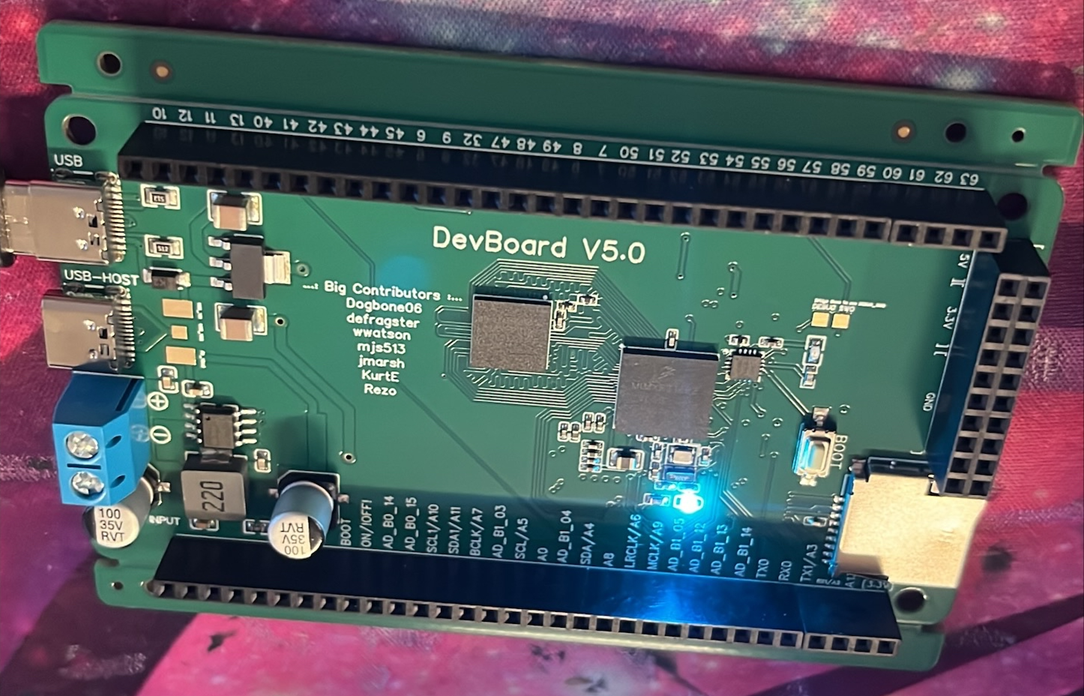 10 12 11 13 40 41 42 43 44 45 6 9 32 47 48 49 8 7 50 51 52 53 54 55 56 57 58 59 60 61 62 63
USB
DevBoard V5.0
5V
3.3V
GND
USB-HOST
...: Big Contributors :...
Dogbone06
defragster
wwatson
mjs513
jmarsh
KurtE
Rezo
BOOT
220
100
35V
RVT
INPUT
100
35V
RVT
BOOT
ON/(OFF)
AD_B0_14
AD_B0_15
SCL1/A10
SDA1/A11
BCLK/A7
AD_B1_03
SCL/A5
A0
AD_B1_04
SDA/A4
A8
LRCLK/A6
MCLK/A9
AD_B1_05
AD_B1_12
AD_B1_13
AD_B1_14
TX0
RX0
TX1/A3